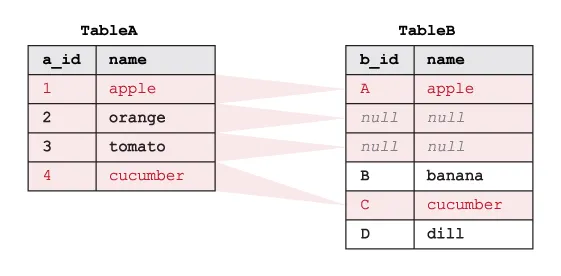 TableA
a_id name
1 apple
2 orange
3 tomato
4 cucumber
TableB
b_id name
A apple
null null
null null
B banana
C cucumber
D dill